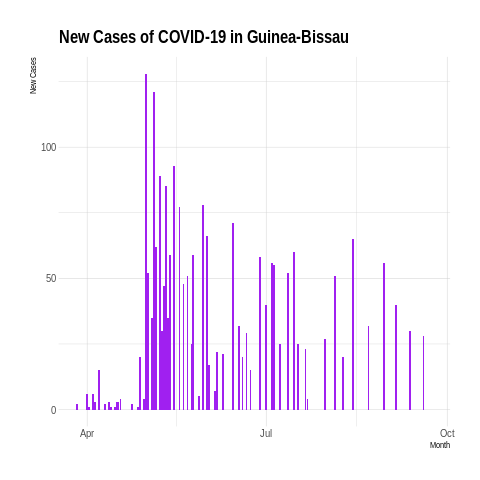 New Cases of COVID-19 in Guinea-Bissau
New Cases
100
50
0
Apr
Jul
Oct
Month